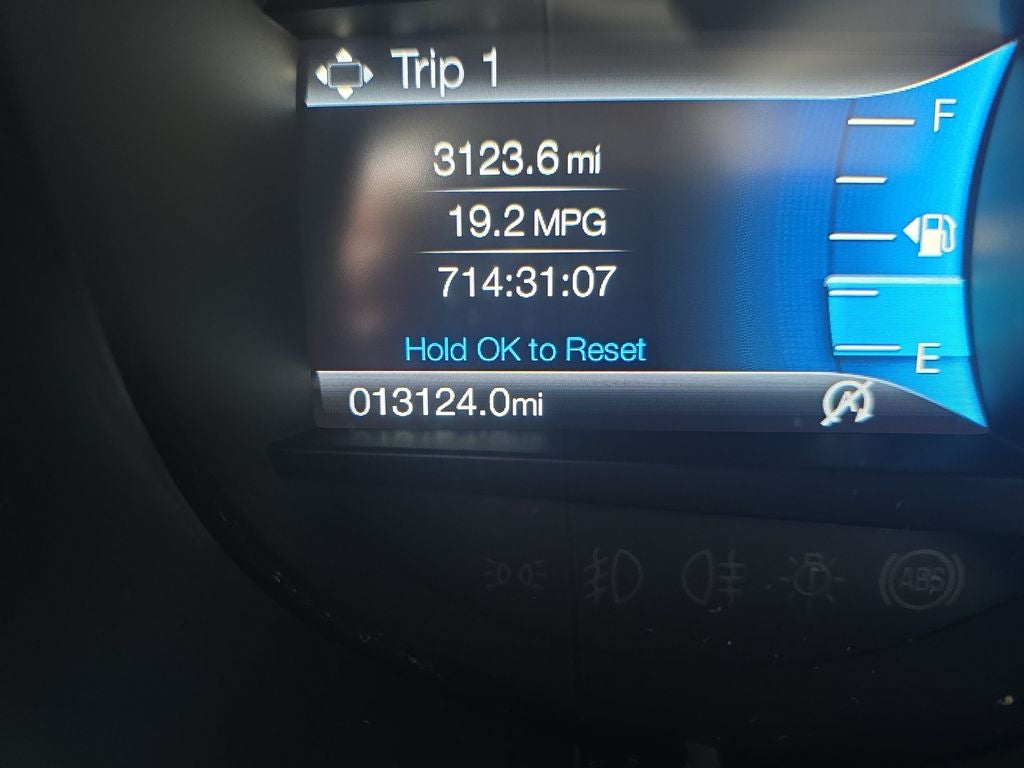 Trip 1
F
3123.6 mi
19.2 MPG
714:31:07
Hold OK to Reset
E
013124.0mi
A
ABS